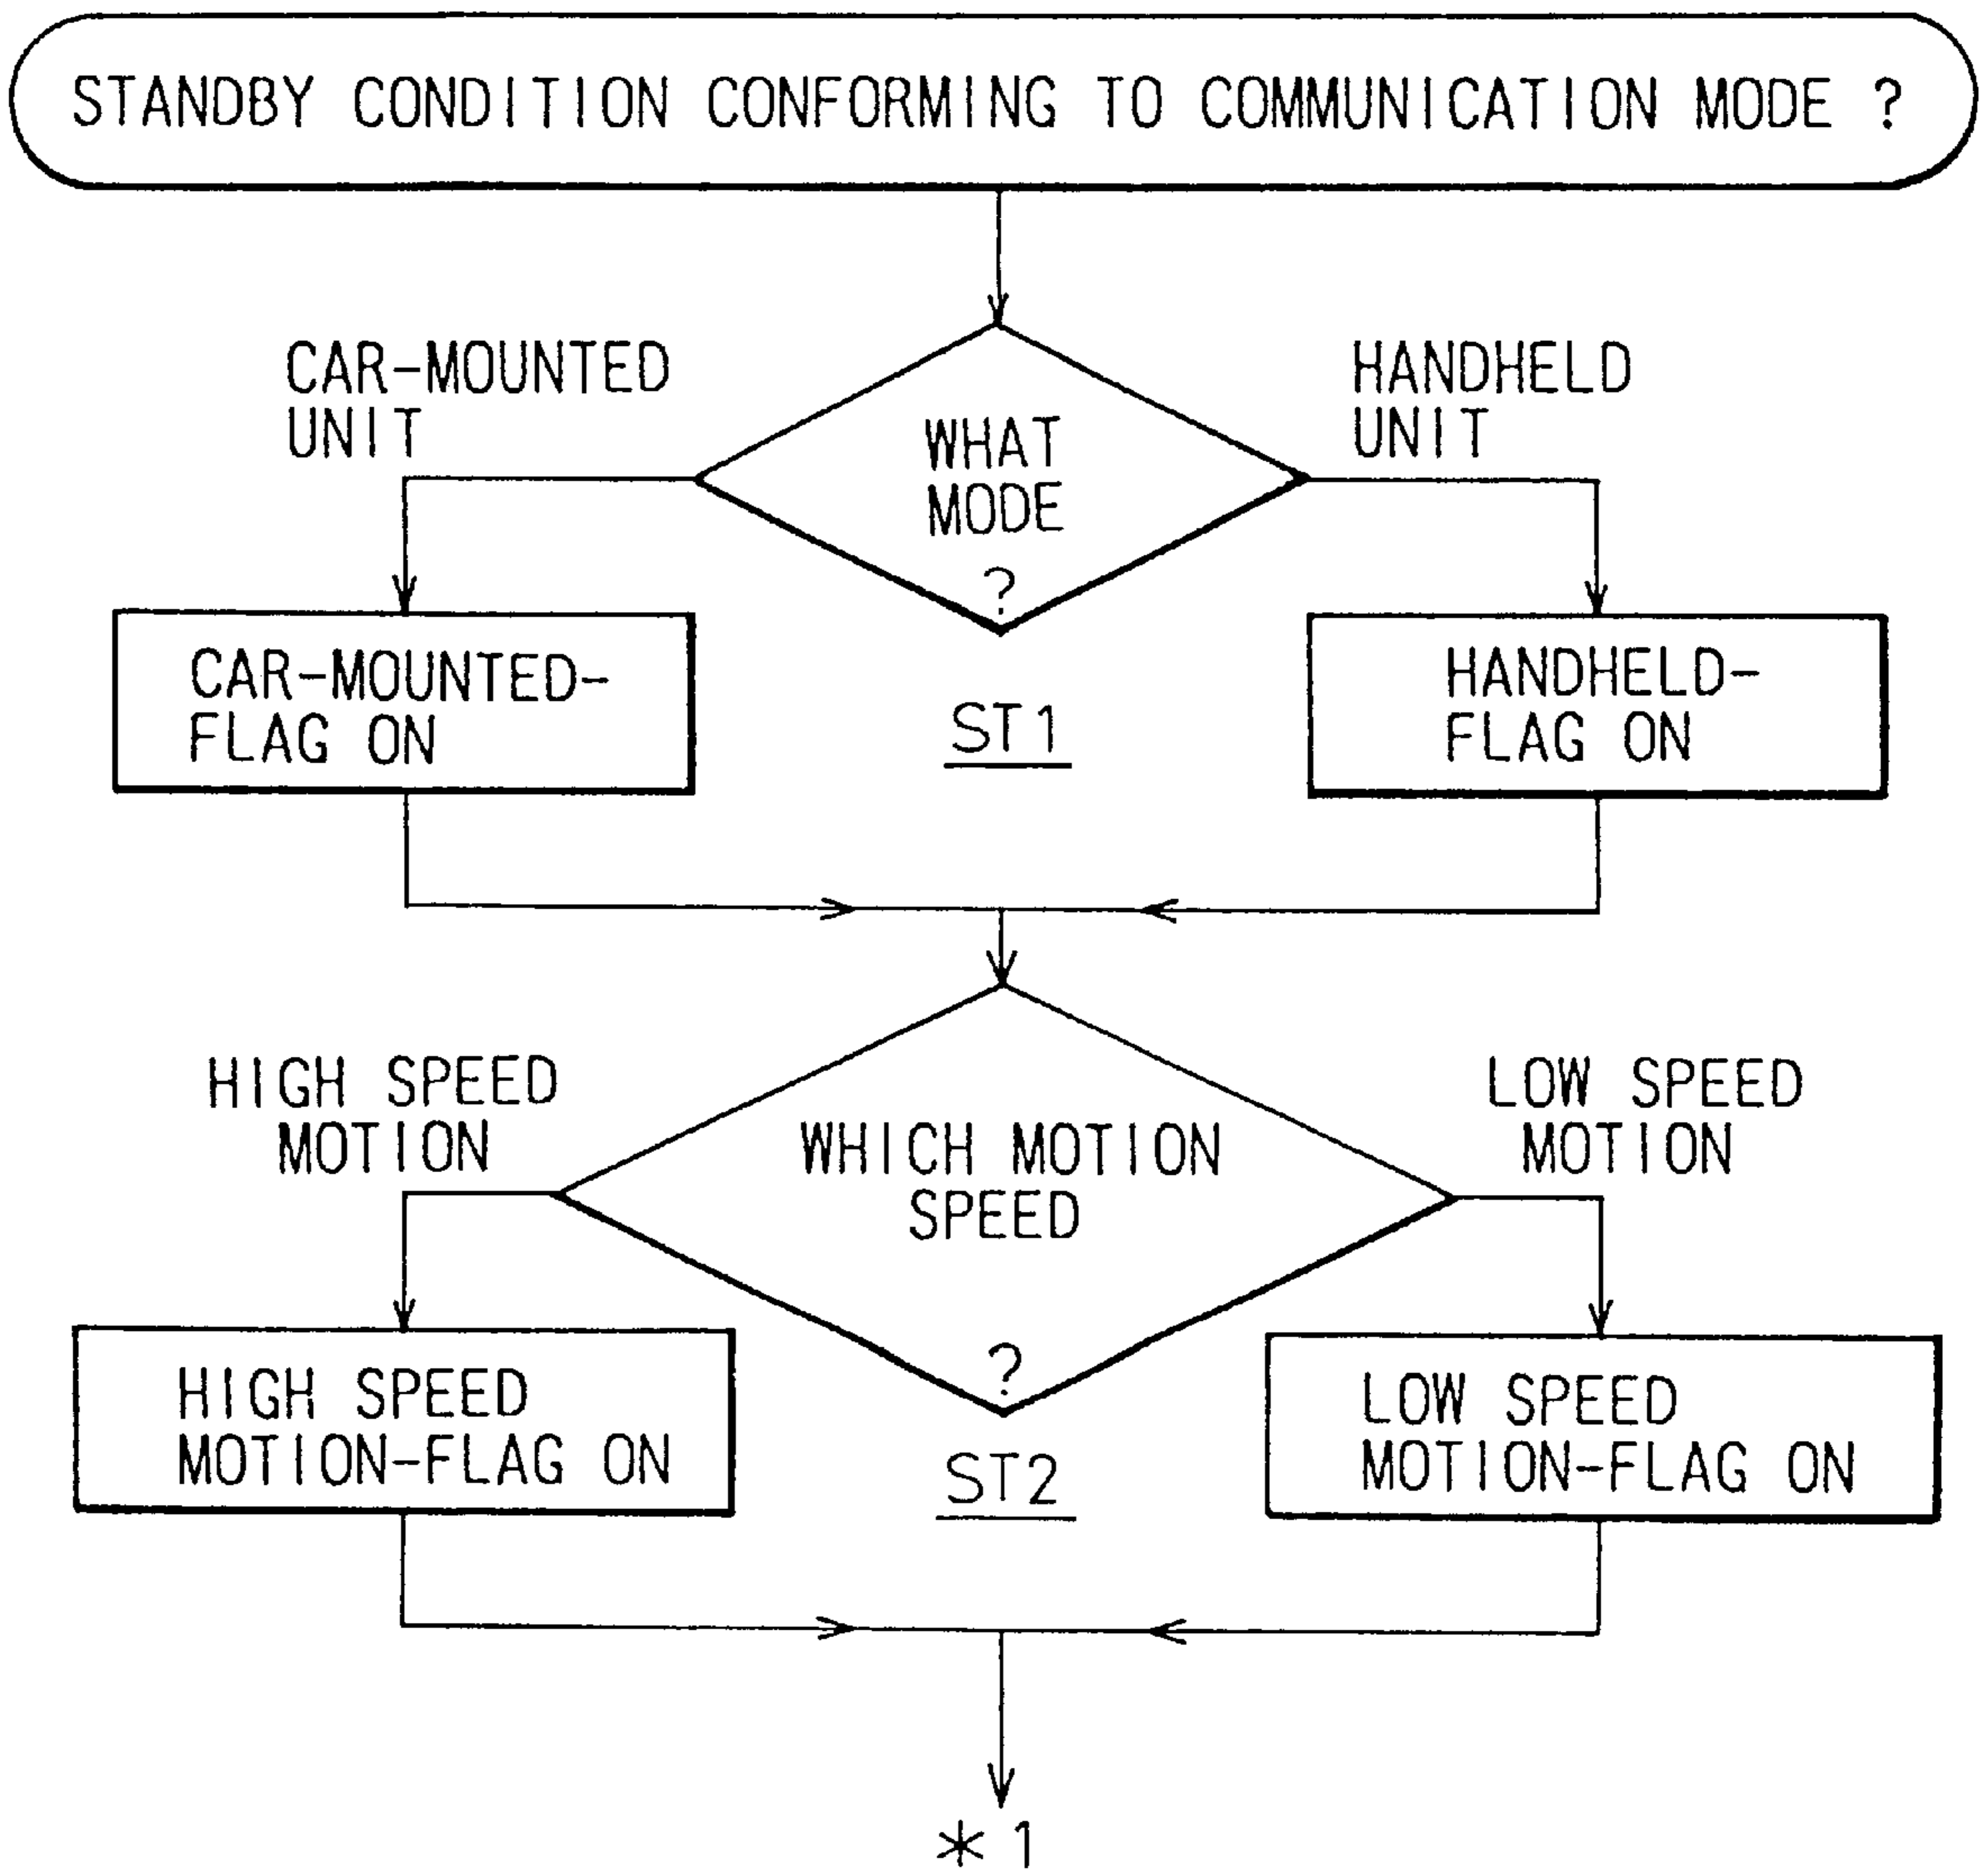 STANDBY CONDITION CONFORMING TO COMMUNICATION MODE ?
CAR-MOUNTED
UNIT
HANDHELD
UNIT
WHAT
MODE
?
CAR-MOUNTED-
FLAG ON
ST1
HANDHELD-
FLAG ON
HIGH SPEED
MOTION
LOW SPEED
MOTION
WHICH MOTION
SPEED
?
HIGH SPEED
MOTION-FLAG ON
ST2
LOW SPEED
MOTION-FLAG ON
*1